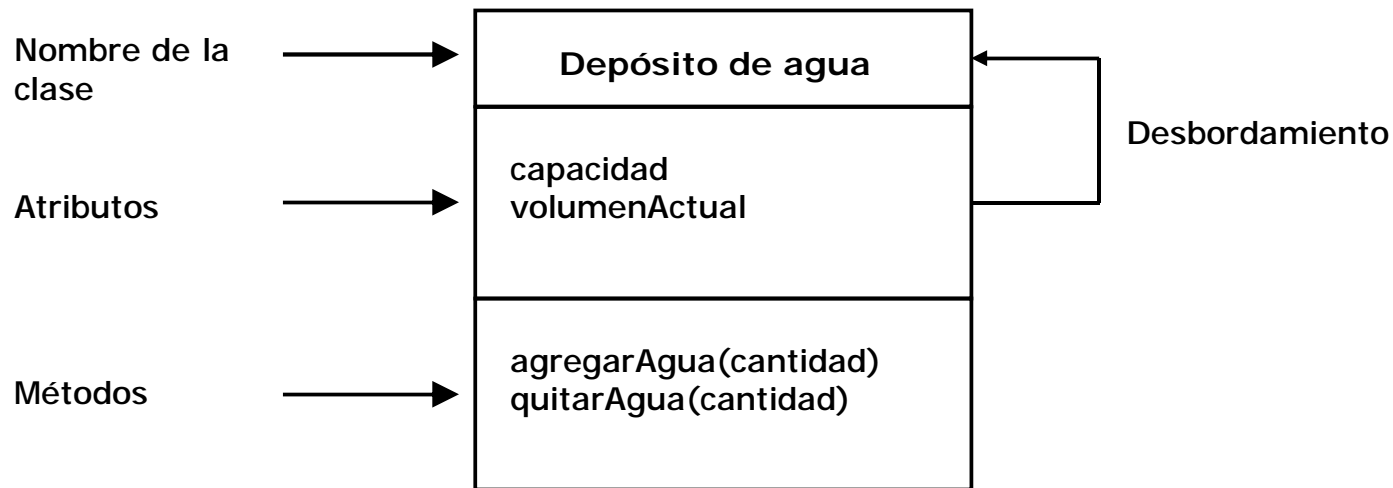 Nombre de la
clase
Depósito de agua
Desbordamiento
Atributos
capacidad
volumenActual
Métodos
agregarAgua(cantidad)
quitarAgua(cantidad)